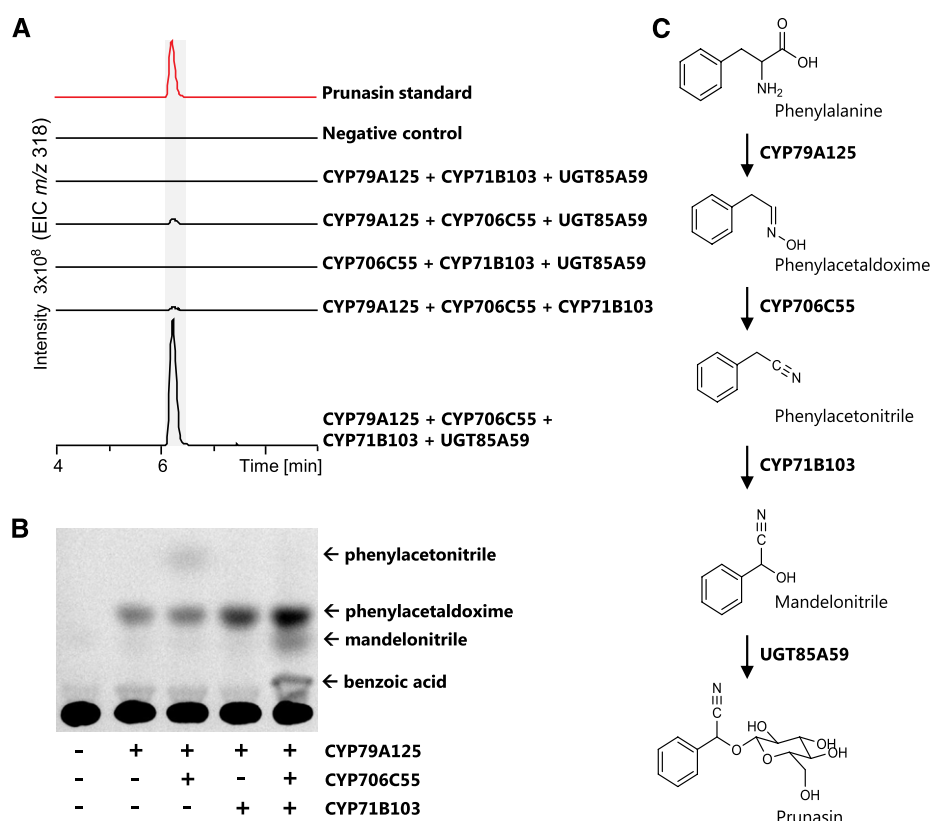 A
Intensity 3x10⁸ (EIC m/z 318)
Prunasin standard
Negative control
CYP79A125 + CYP71B103 + UGT85A59
CYP79A125 + CYP706C55 + UGT85A59
CYP706C55 + CYP71B103 + UGT85A59
CYP79A125 + CYP706C55 + CYP71B103
CYP79A125 + CYP706C55 +
CYP71B103 + UGT85A59
4 6 Time [min]
B
← phenylacetonitrile
← phenylacetaldoxime
← mandelonitrile
← benzoic acid
- + + + + CYP79A125
- - + - + CYP706C55
- - - + + CYP71B103
C
O
OH
NH₂
Phenylalanine
CYP79A125
N
OH
Phenylacetaldoxime
CYP706C55
C
N
Phenylacetonitrile
CYP71B103
N
C
OH
Mandelonitrile
UGT85A59
N
C
HO
OH
OH
O
O
OH
Prunasin